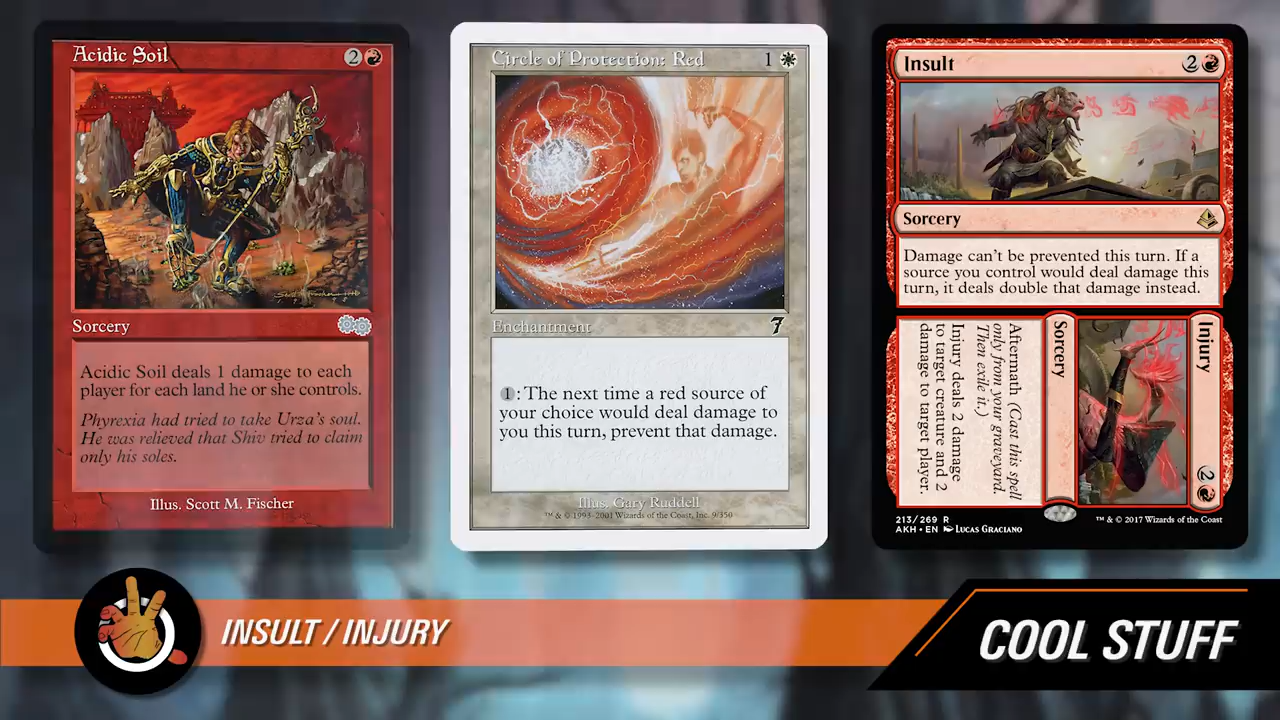 Acidic Soil 2
Sorcery
Acidic Soil deals 1 damage to each
player for each land he or she controls.
Phyrexia had tried to take Urza's soul.
He was relieved that Shiv tried to claim
only his soles.
Illus. Scott M. Fischer
Circle of Protection: Red 1
Enchantment 7
1: The next time a red source of
your choice would deal damage to
you this turn, prevent that damage.
Illus. Gary Ruddell
™ & © 1993–2001 Wizards of the Coast, Inc. 9/350
Insult 2
Sorcery
Damage can't be prevented this turn. If a
source you control would deal damage this
turn, it deals double that damage instead.
Injury 2
Sorcery
Aftermath (Cast this spell
only from your graveyard.
Then exile it.)
Injury deals 2 damage
to target creature and 2
damage to target player.
213/269 R
AKH • EN Lucas Graciano
™ & © 2017 Wizards of the Coast
INSULT / INJURY
COOL STUFF